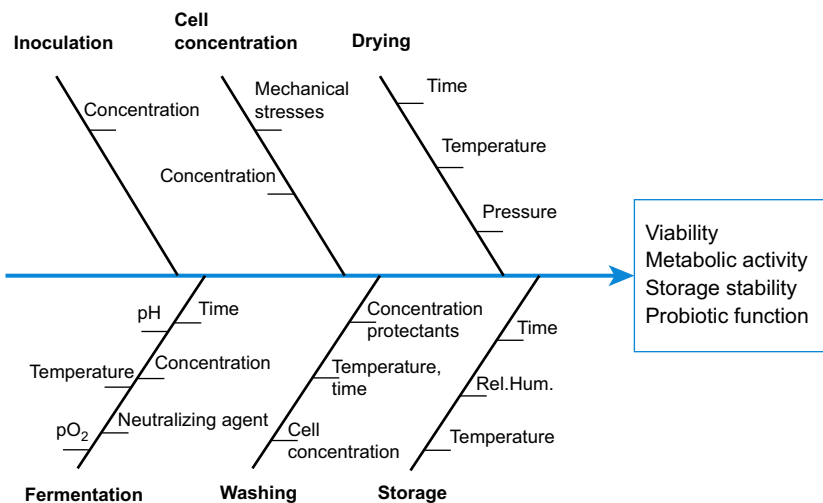 Cell
concentration
Inoculation
Drying
Concentration
Mechanical
stresses
Concentration
Time
Temperature
Pressure
Viability
Metabolic activity
Storage stability
Probiotic function
pH
Time
Temperature
Concentration
pO₂
Neutralizing agent
Concentration
protectants
Temperature,
time
Cell
concentration
Time
Rel.Hum.
Temperature
Fermentation
Washing
Storage